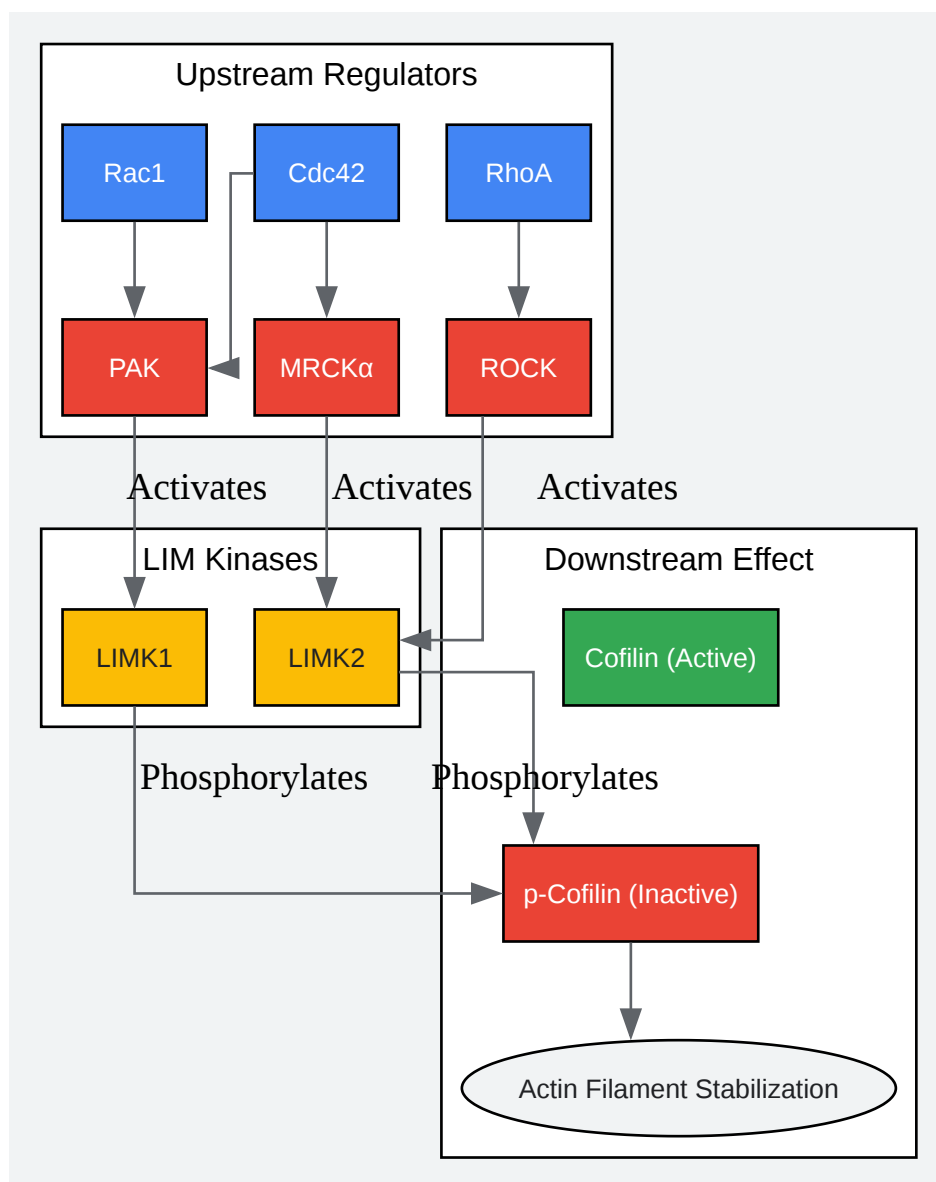 Upstream Regulators
Rac1
Cdc42
RhoA
PAK
MRCKα
ROCK
Activates
Activates
Activates
LIM Kinases
Downstream Effect
LIMK1
LIMK2
Cofilin (Active)
Phosphorylates
Phosphorylates
p-Cofilin (Inactive)
Actin Filament Stabilization